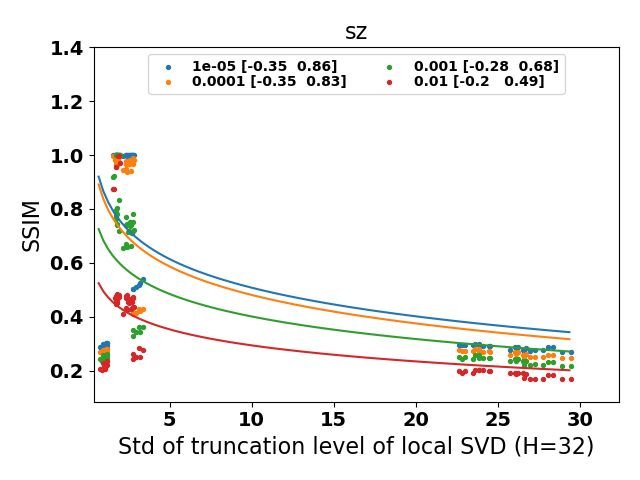 sz
1e-05 [-0.35  0.86]
0.0001 [-0.35  0.83]
0.001 [-0.28  0.68]
0.01 [-0.2   0.49]
1.4
1.2
1.0
0.8
0.6
0.4
0.2
SSIM
5 10 15 20 25 30
Std of truncation level of local SVD (H=32)